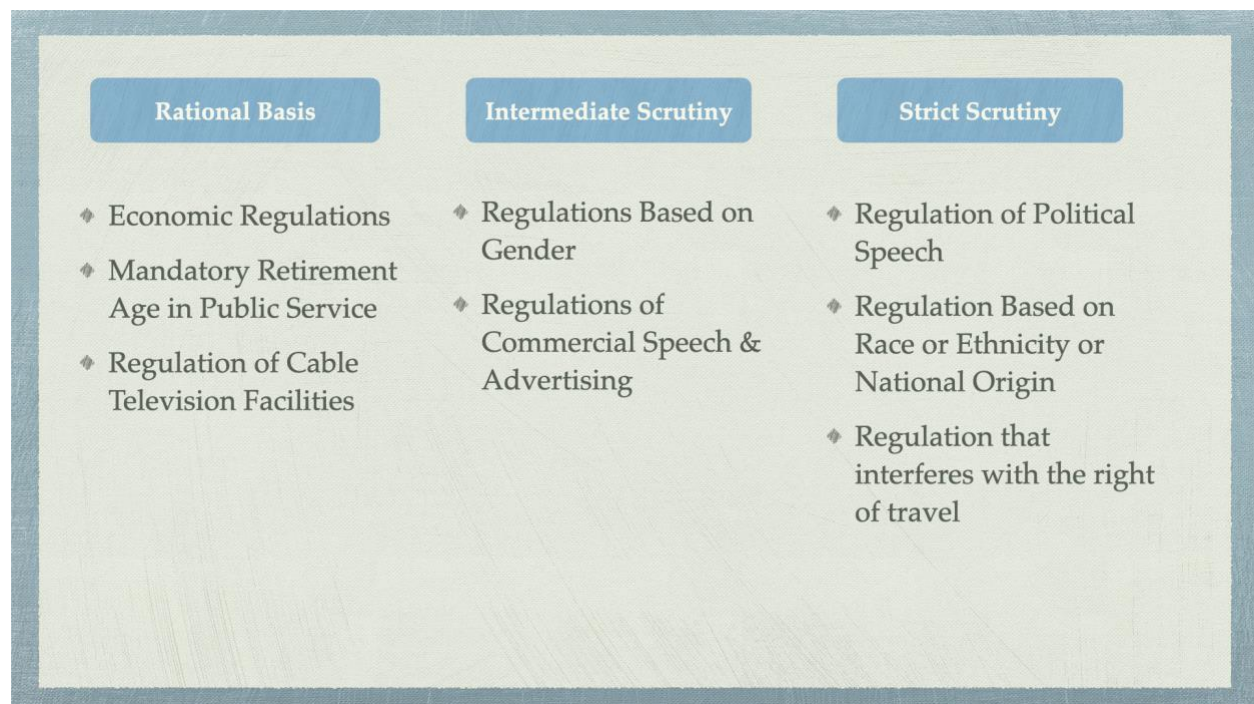 Rational Basis
Economic Regulations
Mandatory Retirement
Age in Public Service
Regulation of Cable
Television Facilities
Intermediate Scrutiny
Regulations Based on
Gender
Regulations of
Commercial Speech &
Advertising
Strict Scrutiny
Regulation of Political
Speech
Regulation Based on
Race or Ethnicity or
National Origin
Regulation that
interferes with the right
of travel